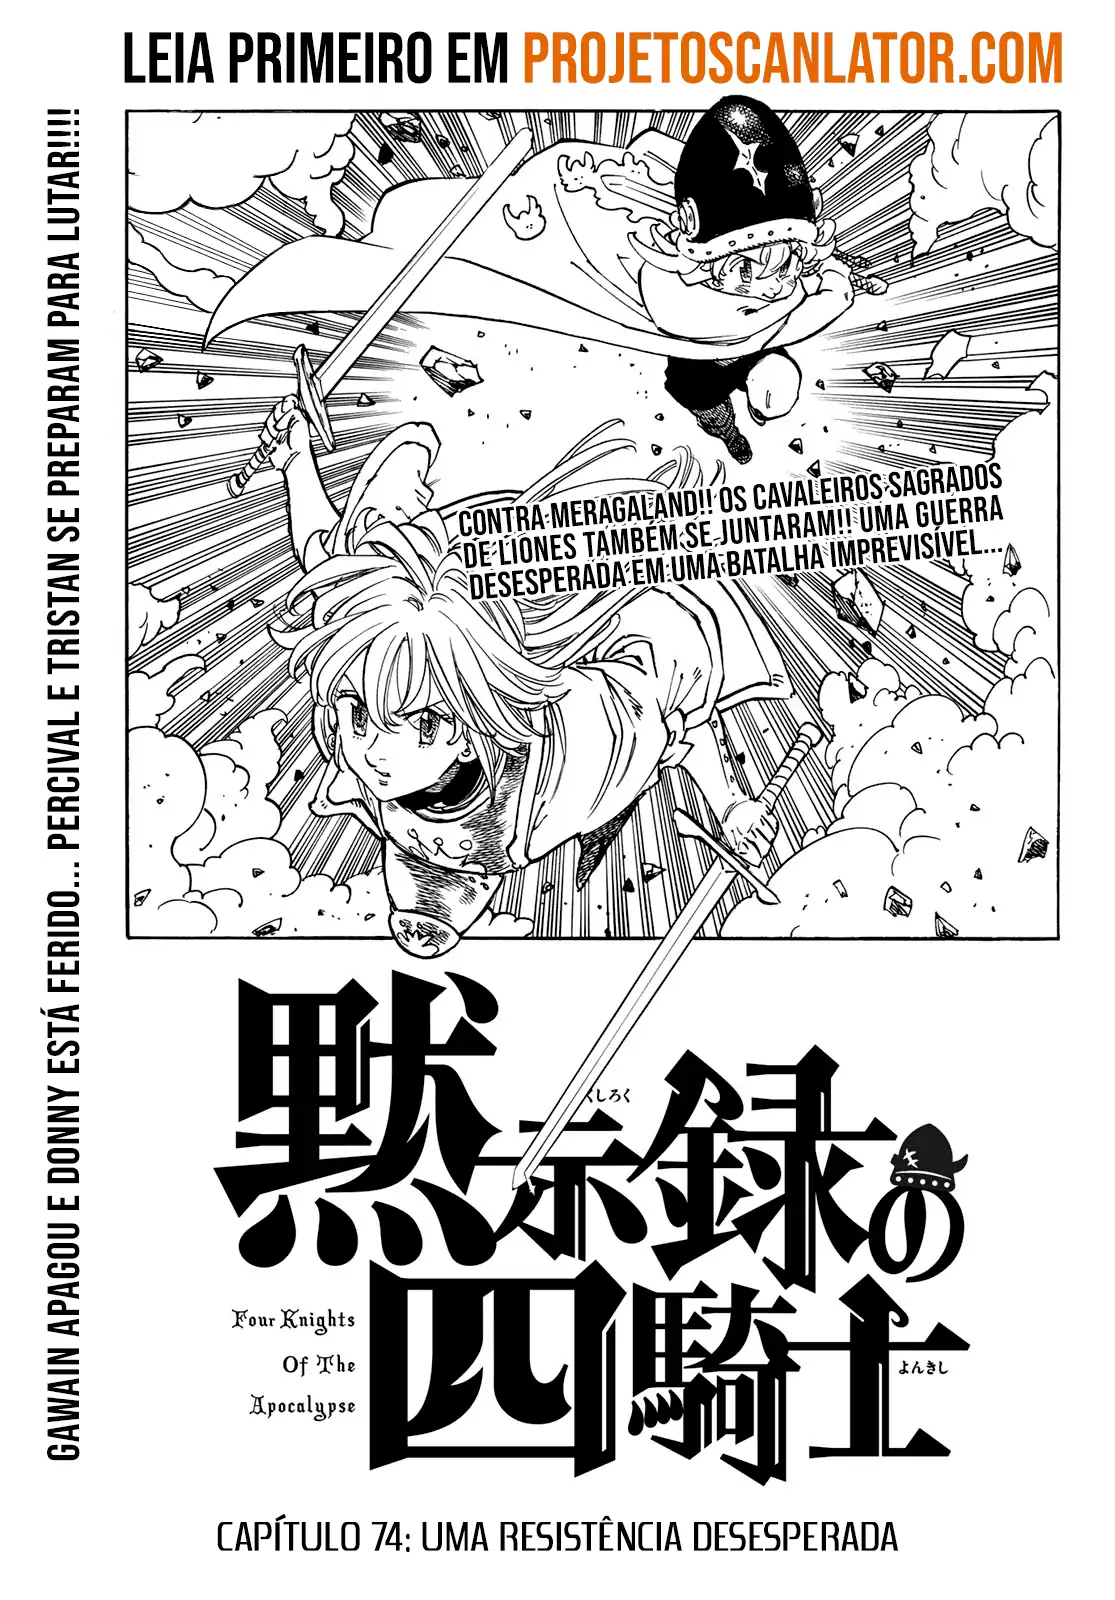 LEIA PRIMEIRO EM PROJETOSCANLATOR.COM
GAWAIN APAGOU E DONNY ESTÁ FERIDO... PERCIVAL E TRISTAN SE PREPARAM PARA LUTAR!!!!
CONTRA MERAGALAND!! OS CAVALEIROS SAGRADOS
DE LIONES TAMBÉM SE JUNTARAM!! UMA GUERRA
DESESPERADA EM UMA BATALHA IMPREVISÍVEL...
くしろく
黙示録の
四騎士
よんきし
Four Knights
Of The
Apocalypse
CAPÍTULO 74: UMA RESISTÊNCIA DESESPERADA